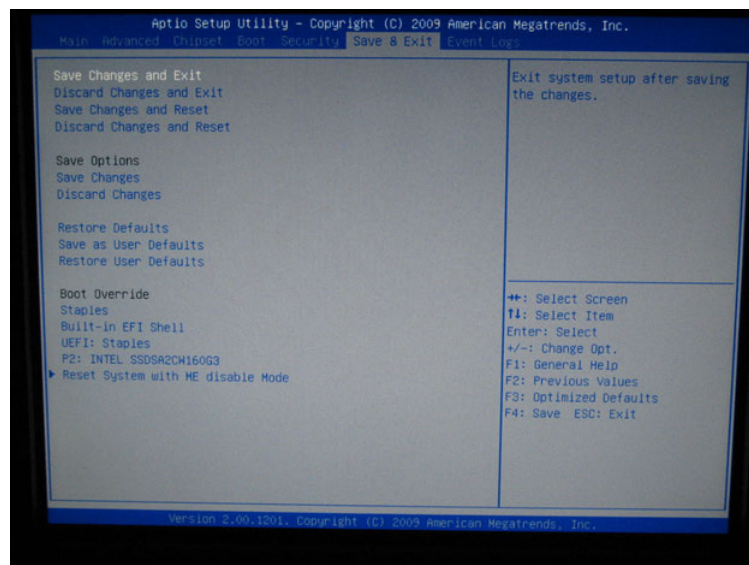 Aptio Setup Utility – Copyright (C) 2009 American Megatrends, Inc.
Main Advanced Chipset Boot Security Save & Exit Event Logs
Save Changes and Exit
Discard Changes and Exit
Save Changes and Reset
Discard Changes and Reset
Save Options
Save Changes
Discard Changes
Restore Defaults
Save as User Defaults
Restore User Defaults
Boot Override
Staples
Built-in EFI Shell
UEFI: Staples
P2: INTEL SSDSA2CW160G3
Reset System with ME disable Mode
Exit system setup after saving
the changes.
→←: Select Screen
↑↓: Select Item
Enter: Select
+/-: Change Opt.
F1: General Help
F2: Previous Values
F3: Optimized Defaults
F4: Save ESC: Exit
Version 2.00.1201. Copyright (C) 2009 American Megatrends, Inc.